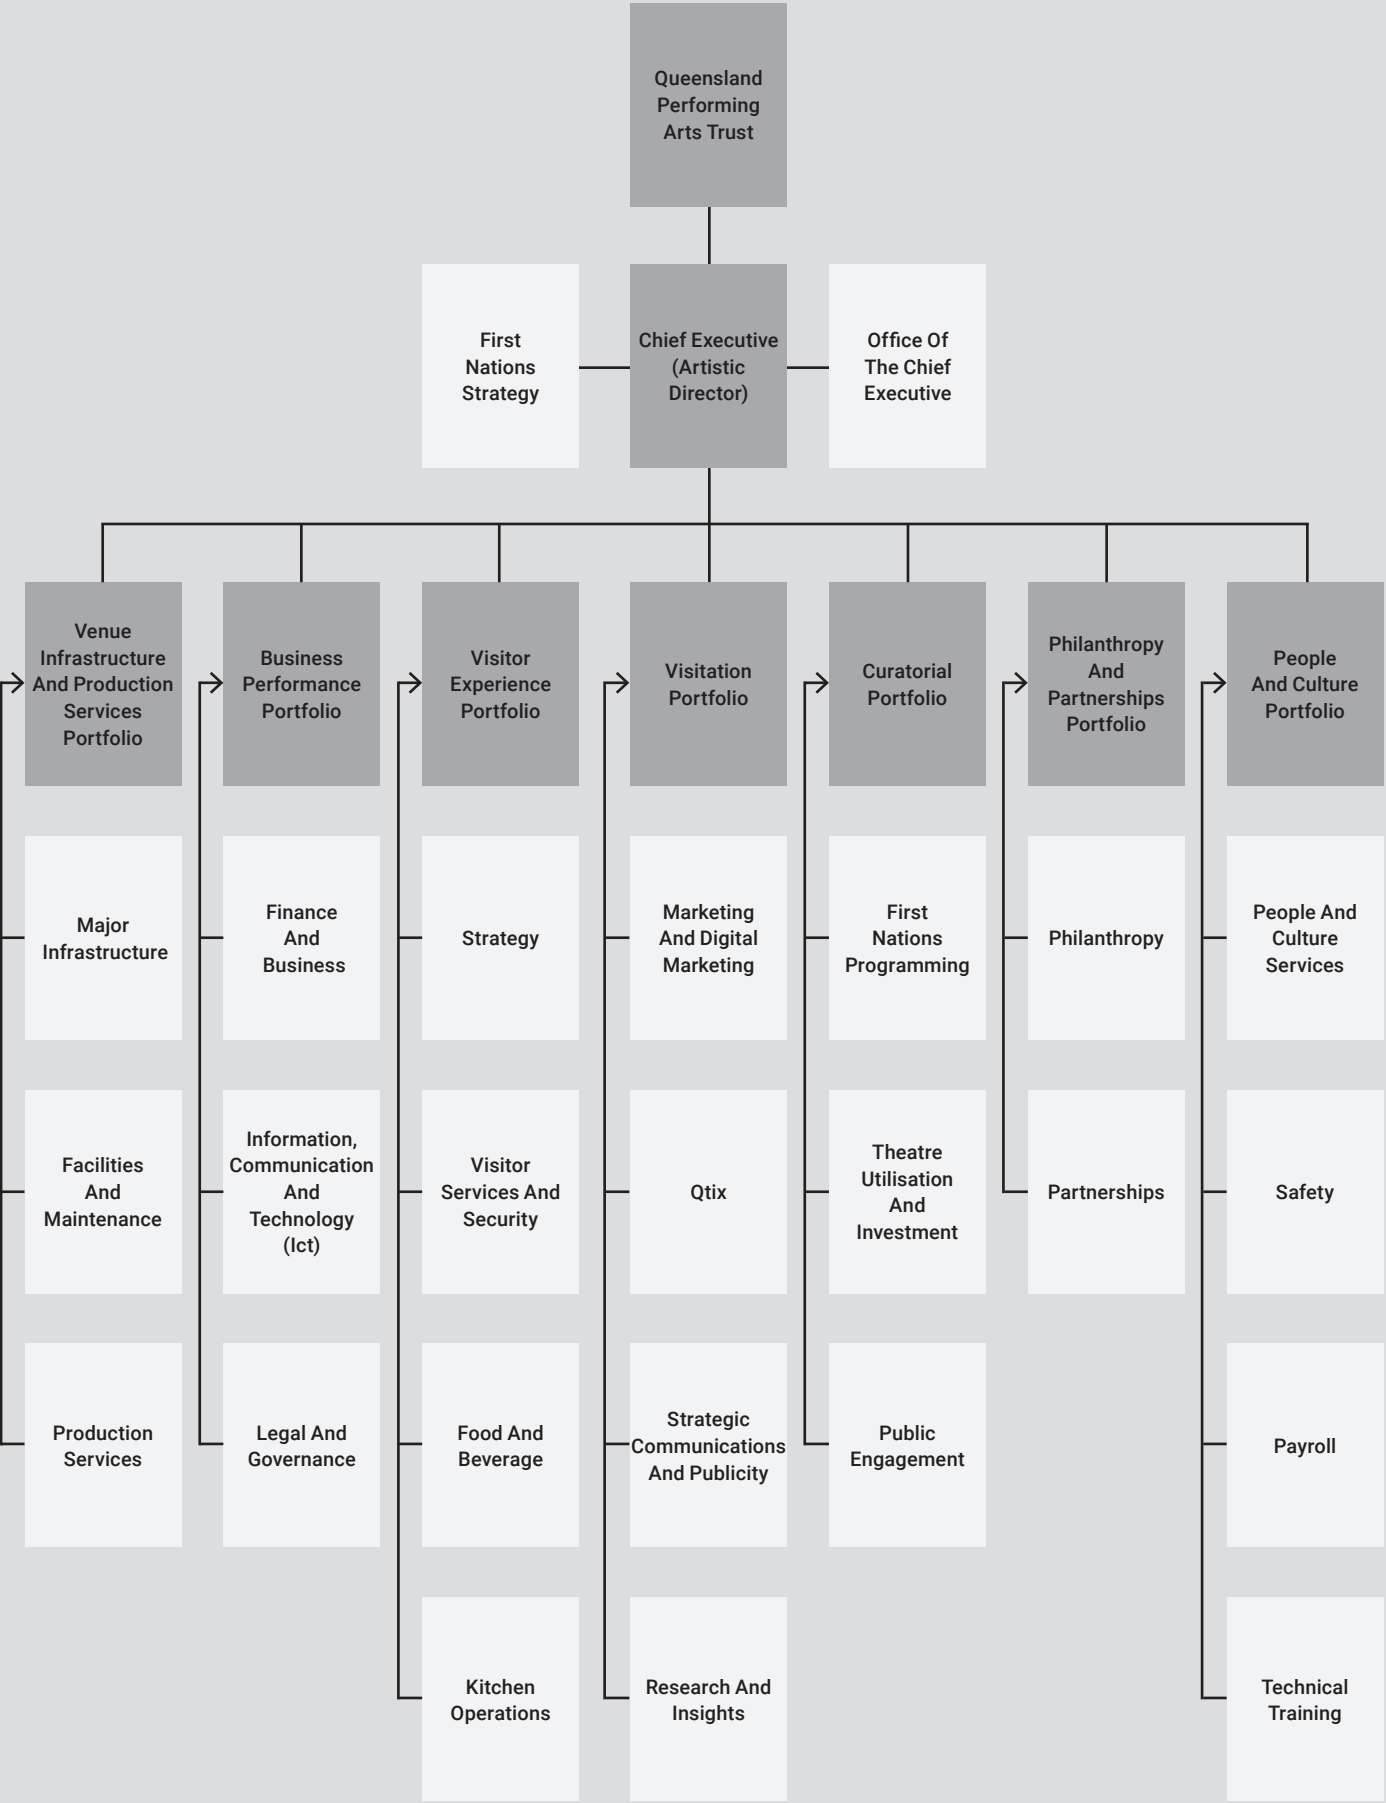 Queensland
Performing
Arts Trust
First
Nations
Strategy
Chief Executive
(Artistic
Director)
Office Of
The Chief
Executive
Venue
Infrastructure
And Production
Services
Portfolio
Business
Performance
Portfolio
Visitor
Experience
Portfolio
Visitation
Portfolio
Curatorial
Portfolio
Philanthropy
And
Partnerships
Portfolio
People
And Culture
Portfolio
Major
Infrastructure
Finance
And
Business
Strategy
Marketing
And Digital
Marketing
First
Nations
Programming
Philanthropy
People And
Culture
Services
Facilities
And
Maintenance
Information,
Communication
And
Technology
(Ict)
Visitor
Services And
Security
Qtix
Theatre
Utilisation
And
Investment
Partnerships
Safety
Production
Services
Legal And
Governance
Food And
Beverage
Strategic
Communications
And Publicity
Public
Engagement
Payroll
Kitchen
Operations
Research And
Insights
Technical
Training